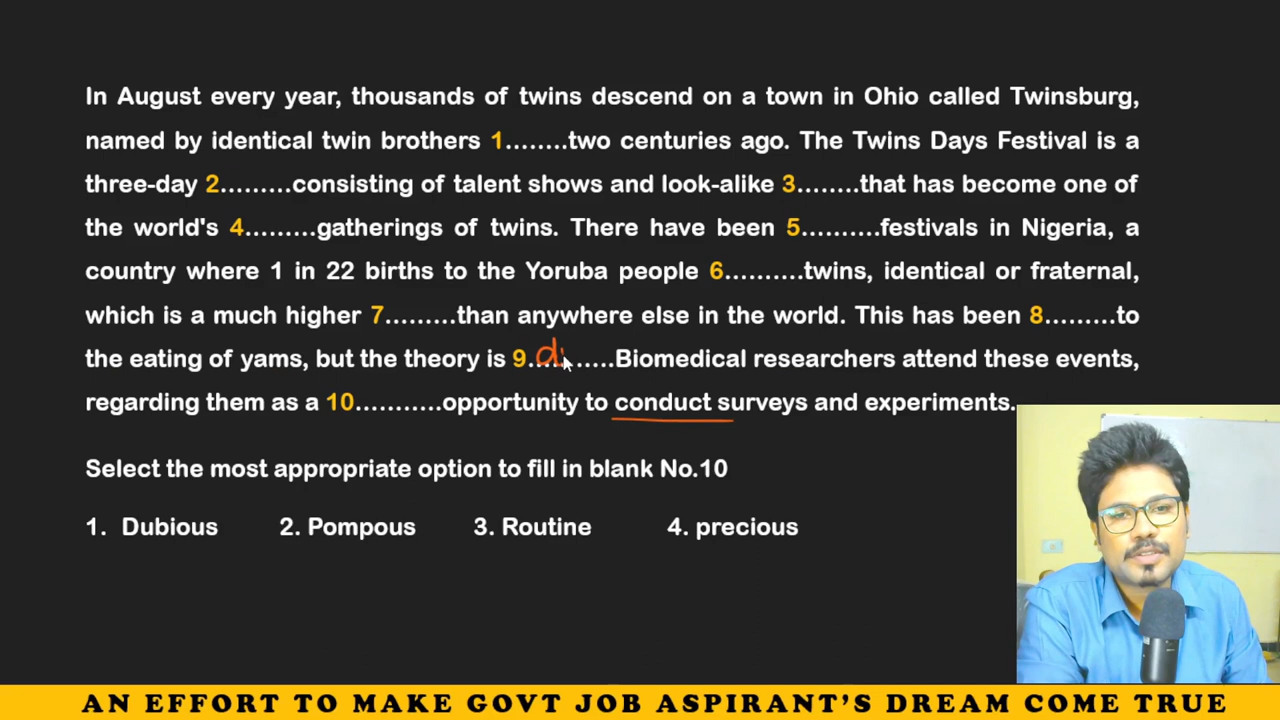 In August every year, thousands of twins descend on a town in Ohio called Twinsburg,
named by identical twin brothers 1........two centuries ago. The Twins Days Festival is a
three-day 2.........consisting of talent shows and look-alike 3........that has become one of
the world's 4.........gatherings of twins. There have been 5..........festivals in Nigeria, a
country where 1 in 22 births to the Yoruba people 6..........twins, identical or fraternal,
which is a much higher 7.........than anywhere else in the world. This has been 8.........to
the eating of yams, but the theory is 9...........Biomedical researchers attend these events,
regarding them as a 10...........opportunity to conduct surveys and experiments.
Select the most appropriate option to fill in blank No.10
1. Dubious 2. Pompous 3. Routine 4. precious
AN EFFORT TO MAKE GOVT JOB ASPIRANT'S DREAM COME TRUE